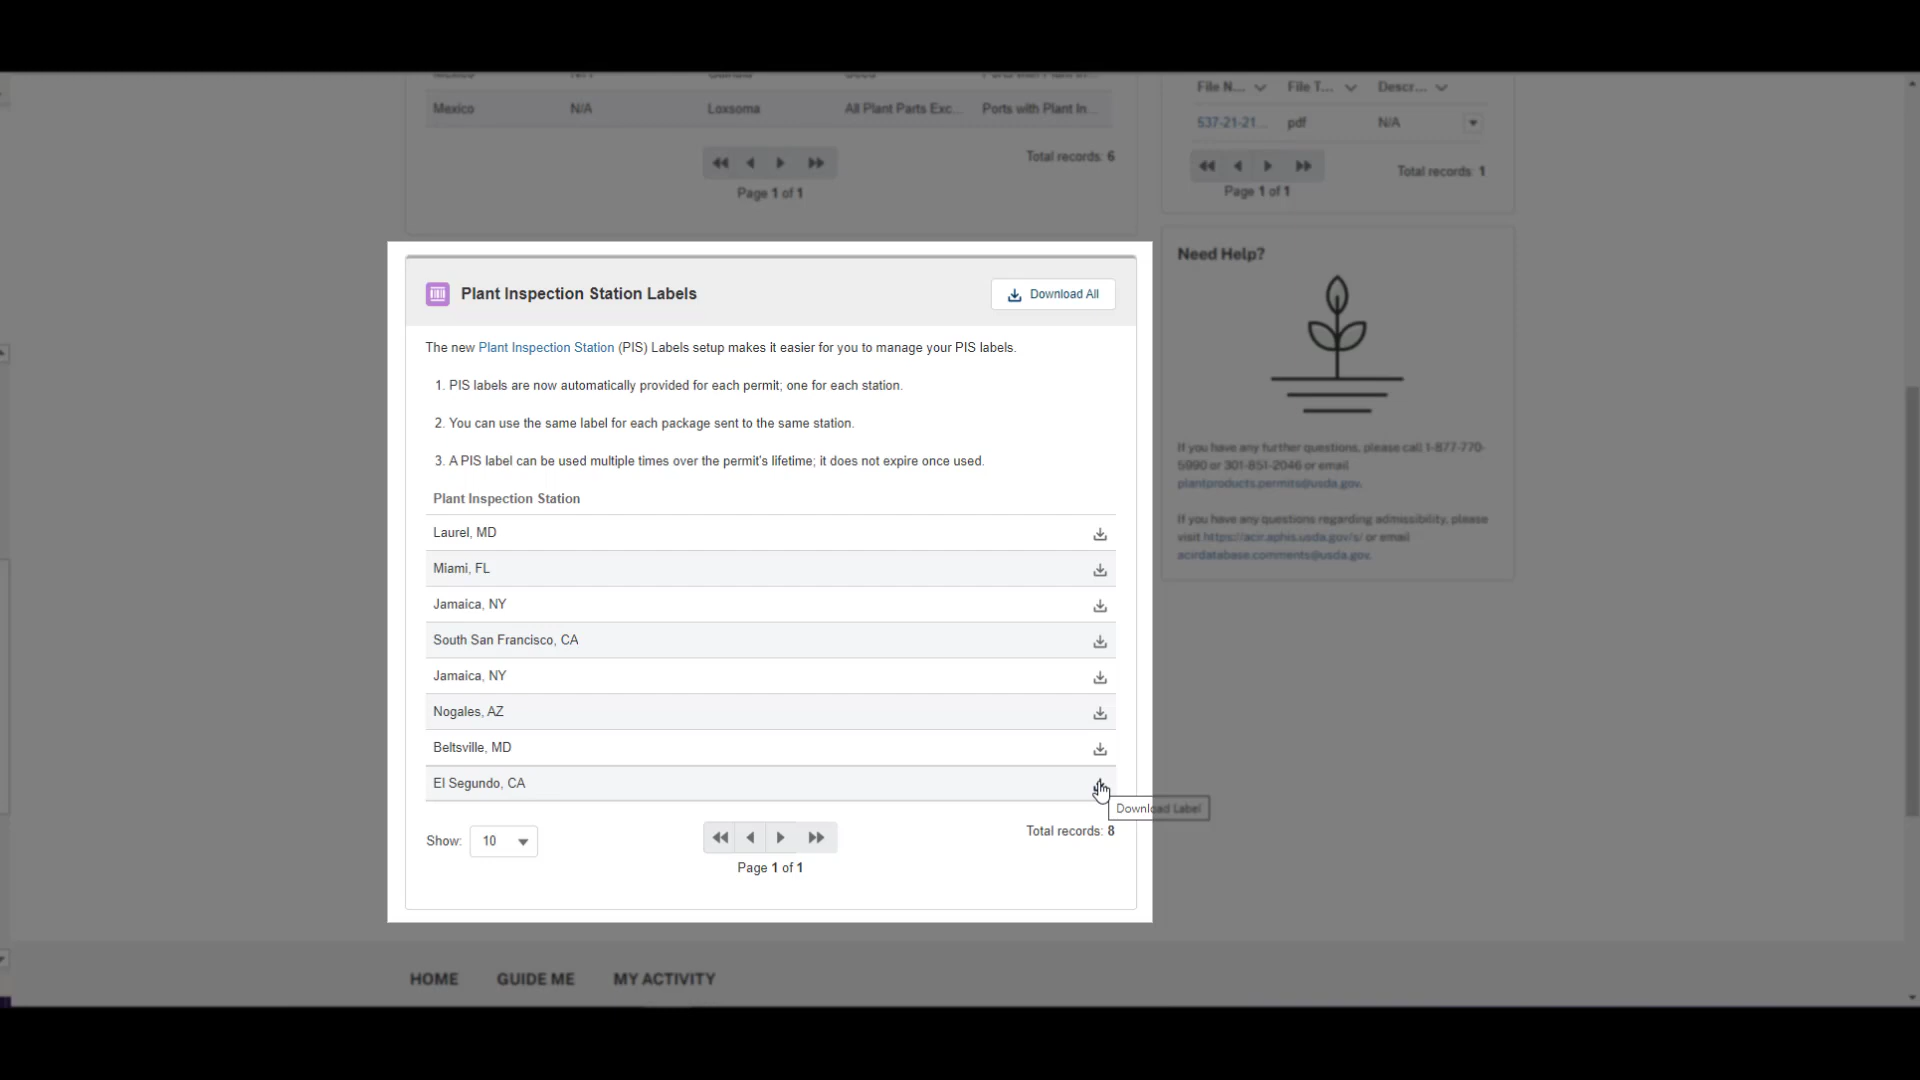 Mexico N/A Loxsoma All Plant Parts Exc... Ports with Plant In...
Total records: 6
Page 1 of 1
File N... File T... Descr...
537-21-21... pdf N/A
Total records: 1
Page 1 of 1
Plant Inspection Station Labels
Download All
The new Plant Inspection Station (PIS) Labels setup makes it easier for you to manage your PIS labels.
1. PIS labels are now automatically provided for each permit; one for each station.
2. You can use the same label for each package sent to the same station.
3. A PIS label can be used multiple times over the permit's lifetime; it does not expire once used.
Plant Inspection Station
Laurel, MD
Miami, FL
Jamaica, NY
South San Francisco, CA
Jamaica, NY
Nogales, AZ
Beltsville, MD
El Segundo, CA
Download Label
Show: 10
Total records: 8
Page 1 of 1
Need Help?
If you have any further questions, please call 1-877-770-
5990 or 301-851-2046 or email
plantproducts.permits@usda.gov.
If you have any questions regarding admissibility, please
visit https://acir.aphis.usda.gov/s/ or email
acirdatabase.comments@usda.gov.
HOME GUIDE ME MY ACTIVITY